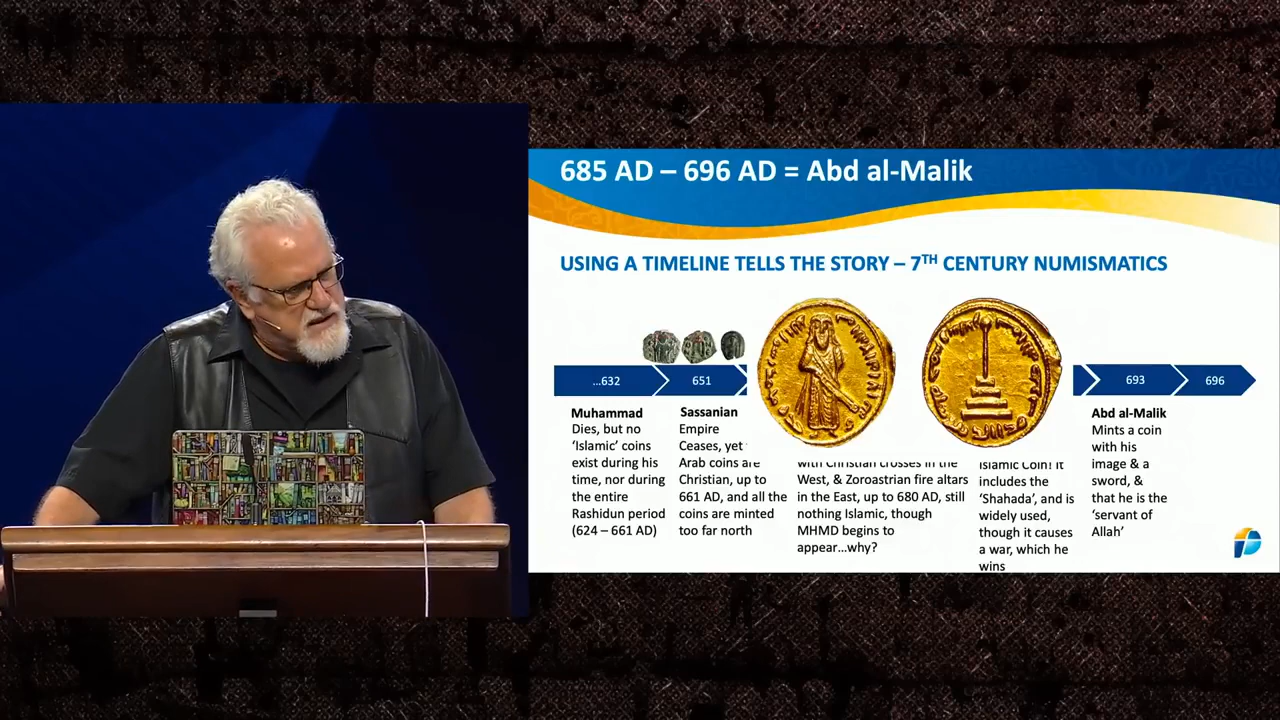 685 AD – 696 AD = Abd al-Malik
USING A TIMELINE TELLS THE STORY – 7TH CENTURY NUMISMATICS
...632
651
693
696
Muhammad
Dies, but no
‘Islamic’ coins
exist during his
time, nor during
the entire
Rashidun period
(624 – 661 AD)
Sassanian
Empire
Ceases, yet
Arab coins are
Christian, up to
661 AD, and all the
coins are minted
too far north
with Christian crosses in the
West, & Zoroastrian fire altars
in the East, up to 680 AD, still
nothing Islamic, though
MHMD begins to
appear...why?
Islamic Coin! It
includes the
‘Shahada’, and is
widely used,
though it causes
a war, which he
wins
Abd al-Malik
Mints a coin
with his
image & a
sword, &
that he is the
‘servant of
Allah’